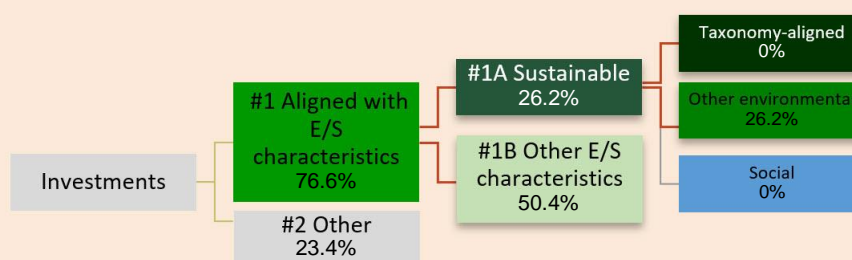 Investments
#1 Aligned with
E/S
characteristics
76.6%
#2 Other
23.4%
#1A Sustainable
26.2%
#1B Other E/S
characteristics
50.4%
Taxonomy-aligned
0%
Other environmenta
26.2%
Social
0%